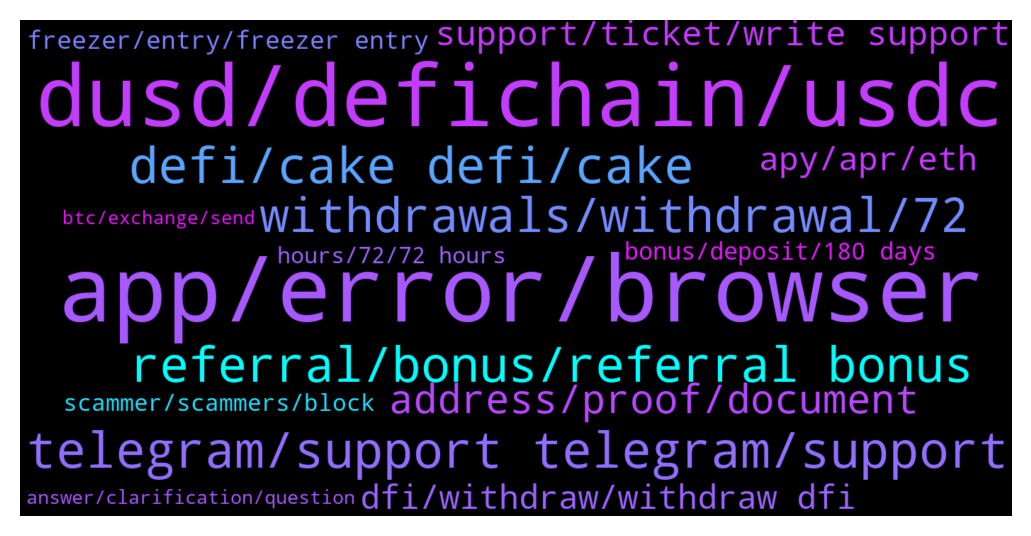 freezer/entry/freezer entry
support/ticket/write support
dusd/defichain/usdc
defi/cake defi/cake
apy/apr/eth
btc/exchange/send
withdrawals/withdrawal/72
hours/72/72 hours
bonus/deposit/180 days
app/error/browser
referral/bonus/referral bonus
scammer/scammers/block
address/proof/document
telegram/support telegram/support
answer/clarification/question
dfi/withdraw/withdraw dfi